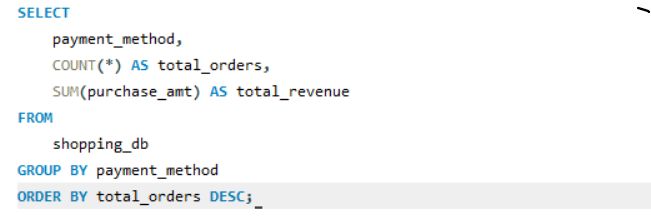 SELECT
payment_method,
COUNT(*) AS total_orders,
SUM(purchase_amt) AS total_revenue
FROM
shopping_db
GROUP BY payment_method
ORDER BY total_orders DESC;